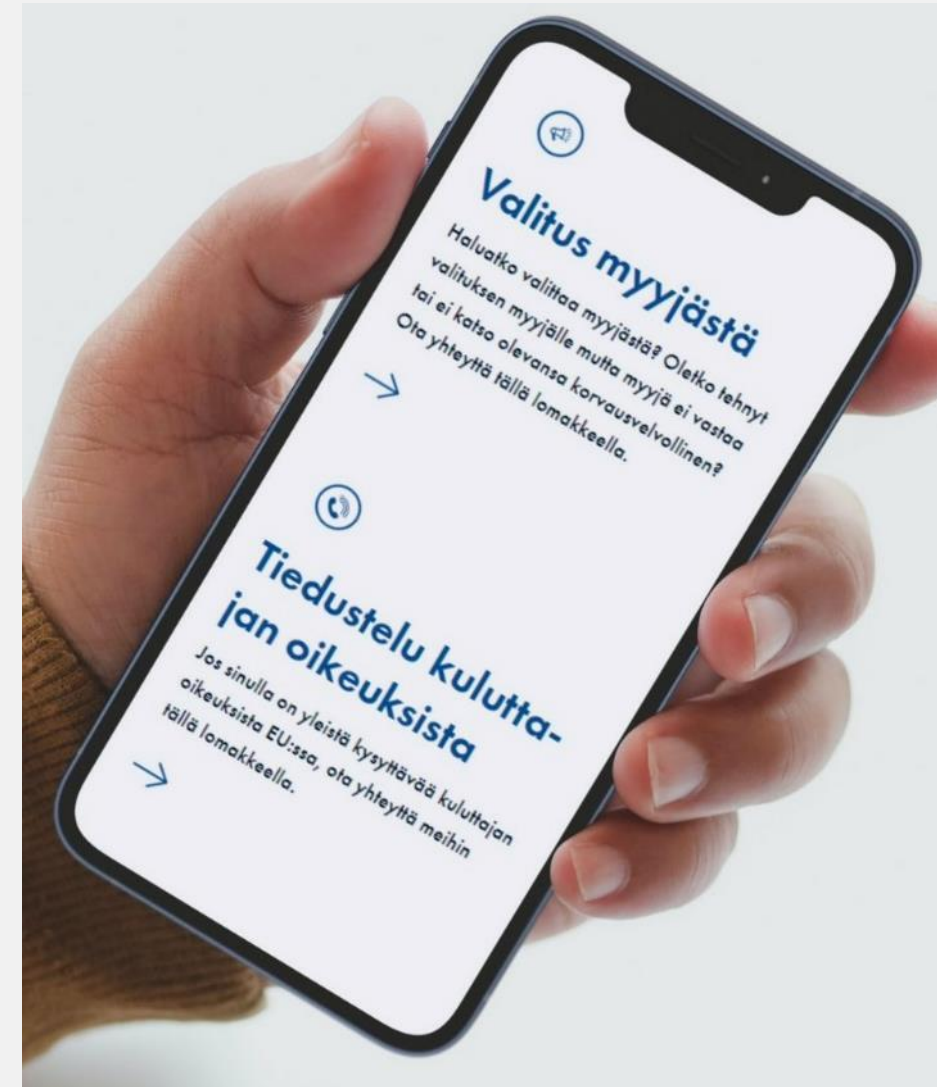 Valitus myyjästä
Haluatko valittaa myyjästä? Oletko tehnyt
valituksen myyjälle mutta myyjä ei vastaa
tai ei katso olevansa korvausvelvollinen?
Ota yhteyttä tällä lomakkeella.
Tiedustelu kulutta-
jan oikeuksista
Jos sinulla on yleistä kysyttävää kuluttajan
oikeuksista EU:ssa, ota yhteyttä meihin
tällä lomakkeella.